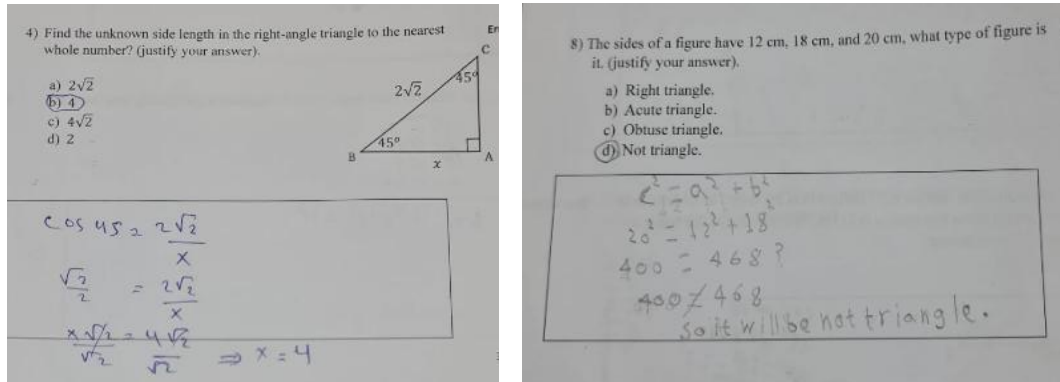 4) Find the unknown side length in the right-angle triangle to the nearest
whole number? (justify your answer).
a) 2√2
b) 4
c) 4√2
d) 2
En
C
45°
2√2
45°
B
x
A
cos 45 = 2√2/x
√2/2 = 2√2/x
x√2/√2 = 4√2/√2 ⇒ x = 4
8) The sides of a figure have 12 cm, 18 cm, and 20 cm, what type of figure is
it. (justify your answer).
a) Right triangle.
b) Acute triangle.
c) Obtuse triangle.
d) Not triangle.
c² = a² + b²
20² = 12² + 18²
400 = 468 ?
400 ≠ 468
So it will be not triangle.